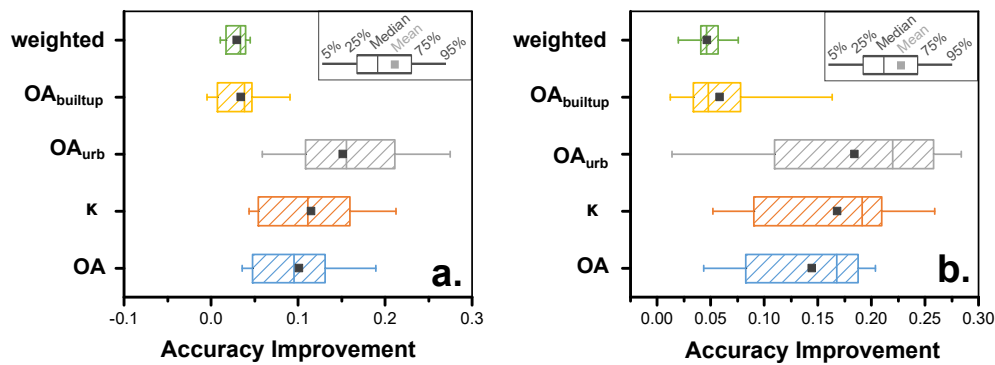 weighted
OAbuiltup
OAurb
κ
OA
5%
25%
Median
Mean
75%
95%
a.
-0.1
0.0
0.1
0.2
0.3
Accuracy Improvement
weighted
OAbuiltup
OAurb
κ
OA
5%
25%
Median
Mean
75%
95%
b.
0.00
0.05
0.10
0.15
0.20
0.25
0.30
Accuracy Improvement